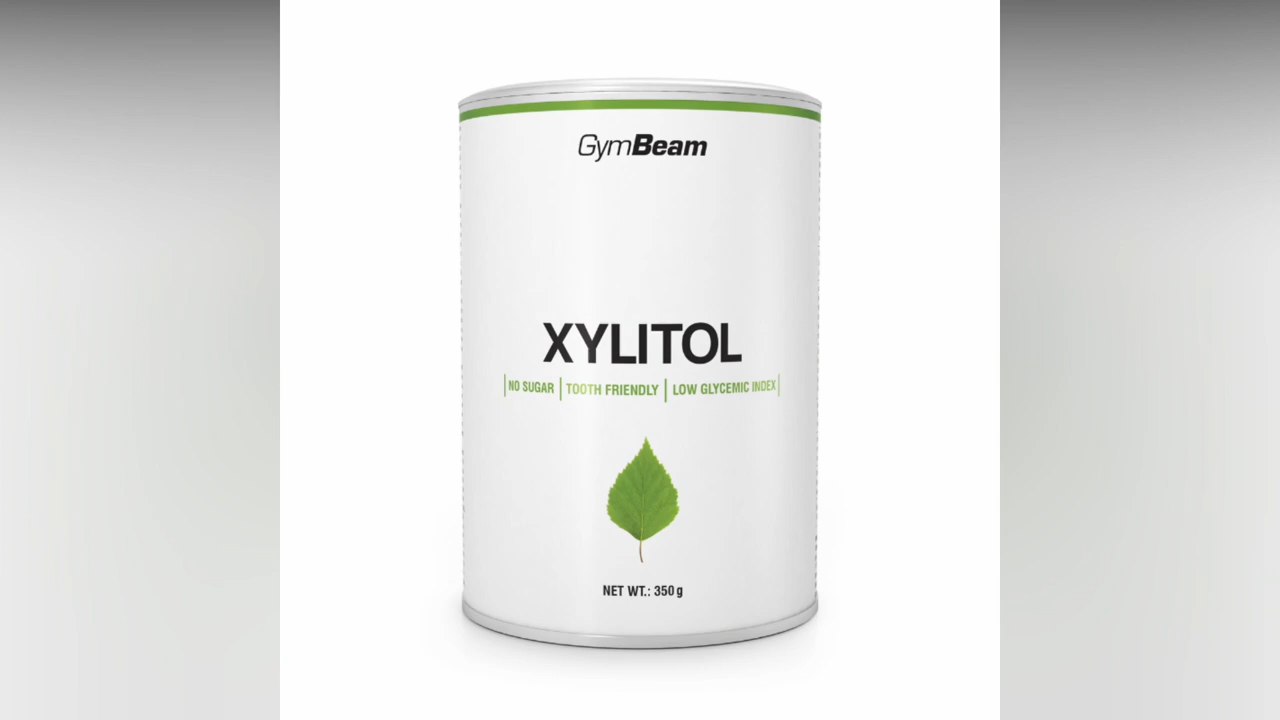 GymBeam
XYLITOL
NO SUGAR | TOOTH FRIENDLY | LOW GLYCEMIC INDEX
NET WT.: 350 g